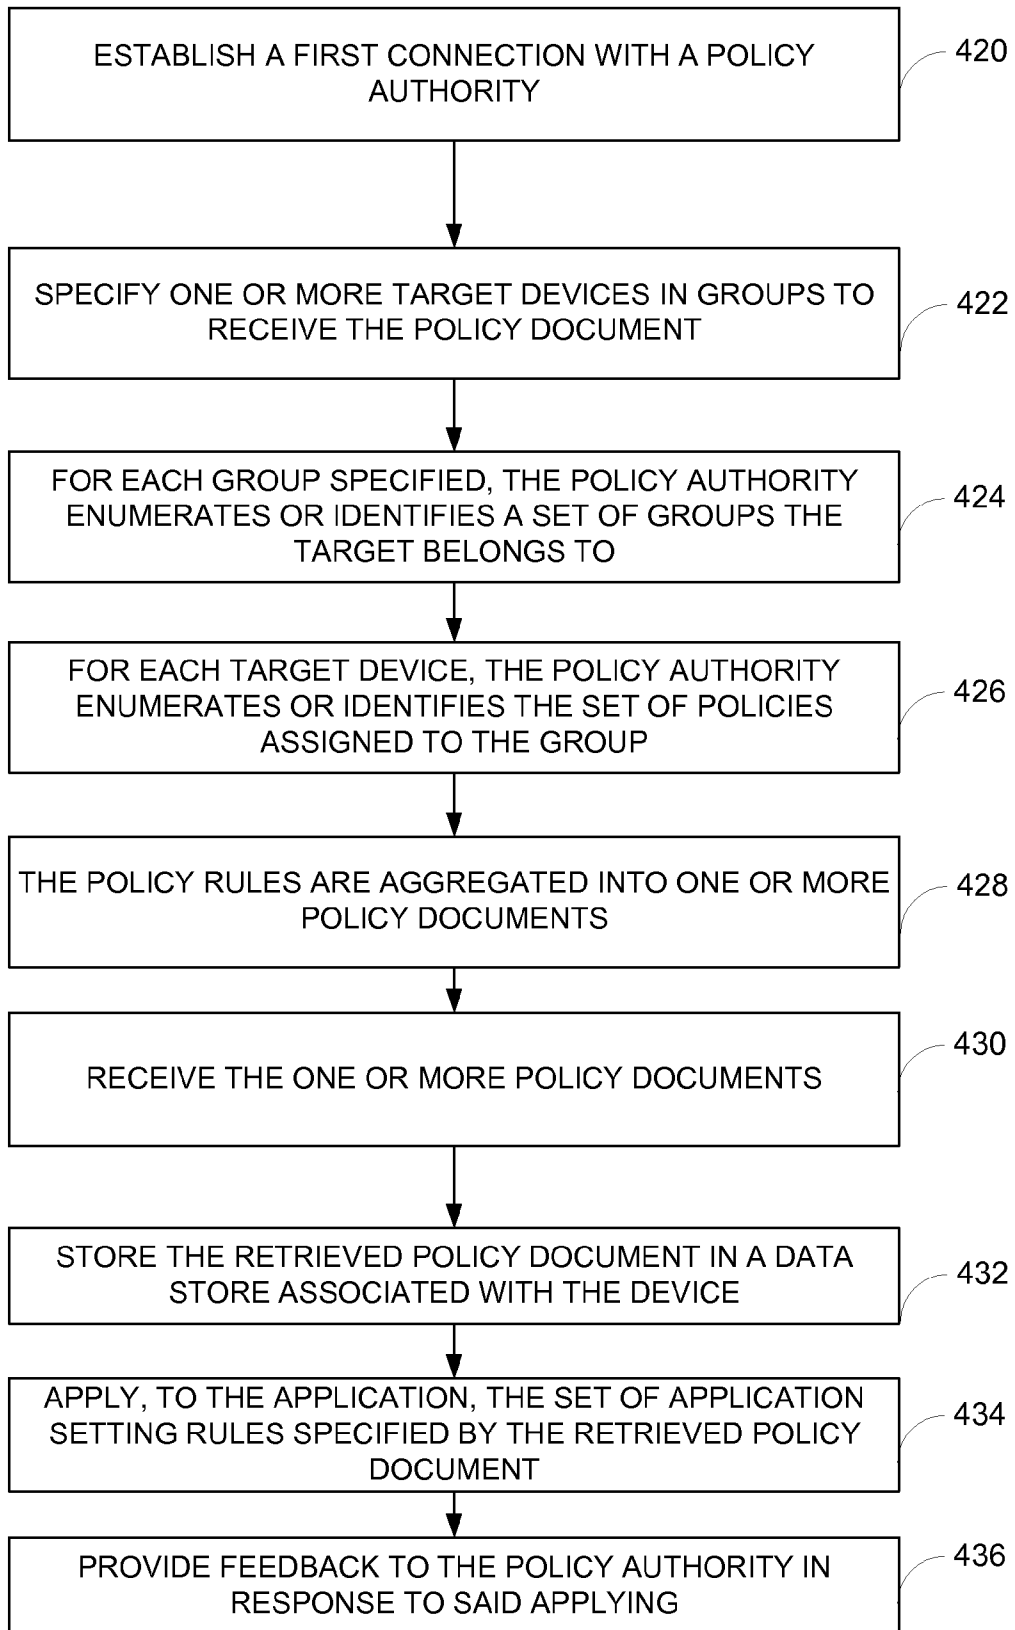 ESTABLISH A FIRST CONNECTION WITH A POLICY
AUTHORITY
420
SPECIFY ONE OR MORE TARGET DEVICES IN GROUPS TO
RECEIVE THE POLICY DOCUMENT
422
FOR EACH GROUP SPECIFIED, THE POLICY AUTHORITY
ENUMERATES OR IDENTIFIES A SET OF GROUPS THE
TARGET BELONGS TO
424
FOR EACH TARGET DEVICE, THE POLICY AUTHORITY
ENUMERATES OR IDENTIFIES THE SET OF POLICIES
ASSIGNED TO THE GROUP
426
THE POLICY RULES ARE AGGREGATED INTO ONE OR MORE
POLICY DOCUMENTS
428
RECEIVE THE ONE OR MORE POLICY DOCUMENTS
430
STORE THE RETRIEVED POLICY DOCUMENT IN A DATA
STORE ASSOCIATED WITH THE DEVICE
432
APPLY, TO THE APPLICATION, THE SET OF APPLICATION
SETTING RULES SPECIFIED BY THE RETRIEVED POLICY
DOCUMENT
434
PROVIDE FEEDBACK TO THE POLICY AUTHORITY IN
RESPONSE TO SAID APPLYING
436